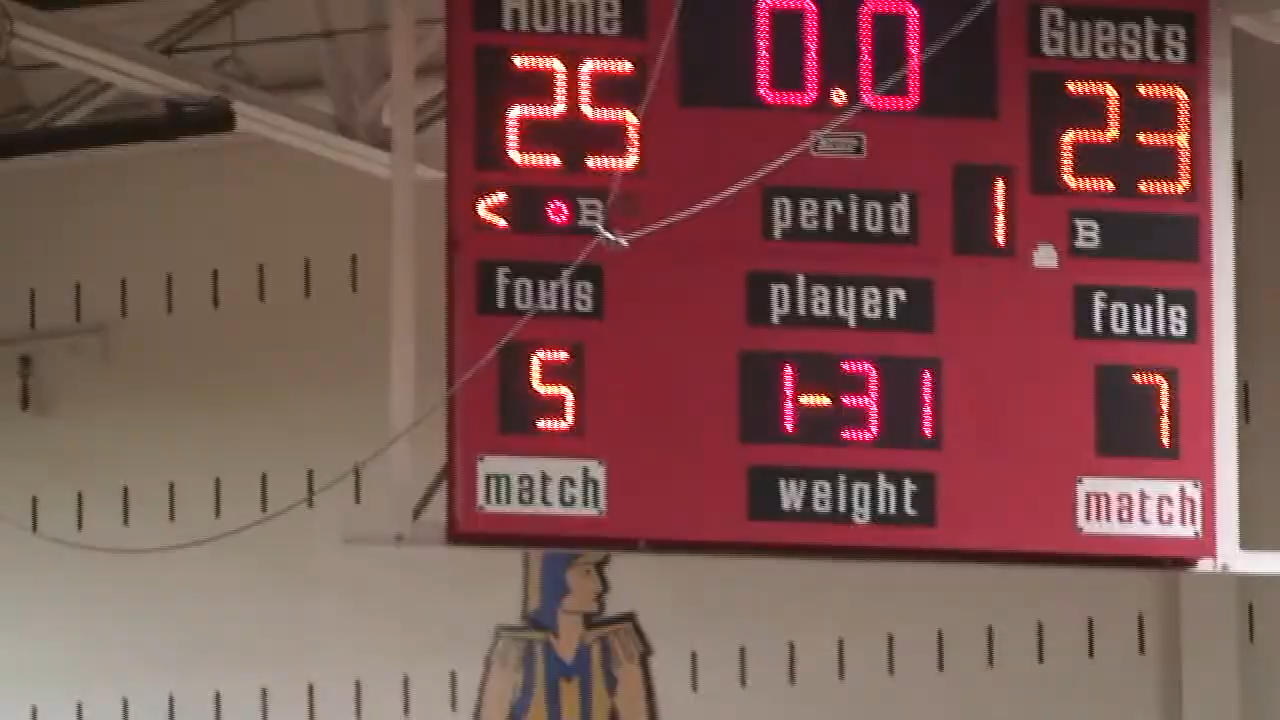 Home
0.0
Guests
25
23
< B
period
1
B
fouls
player
fouls
5
1-31
7
match
weight
match